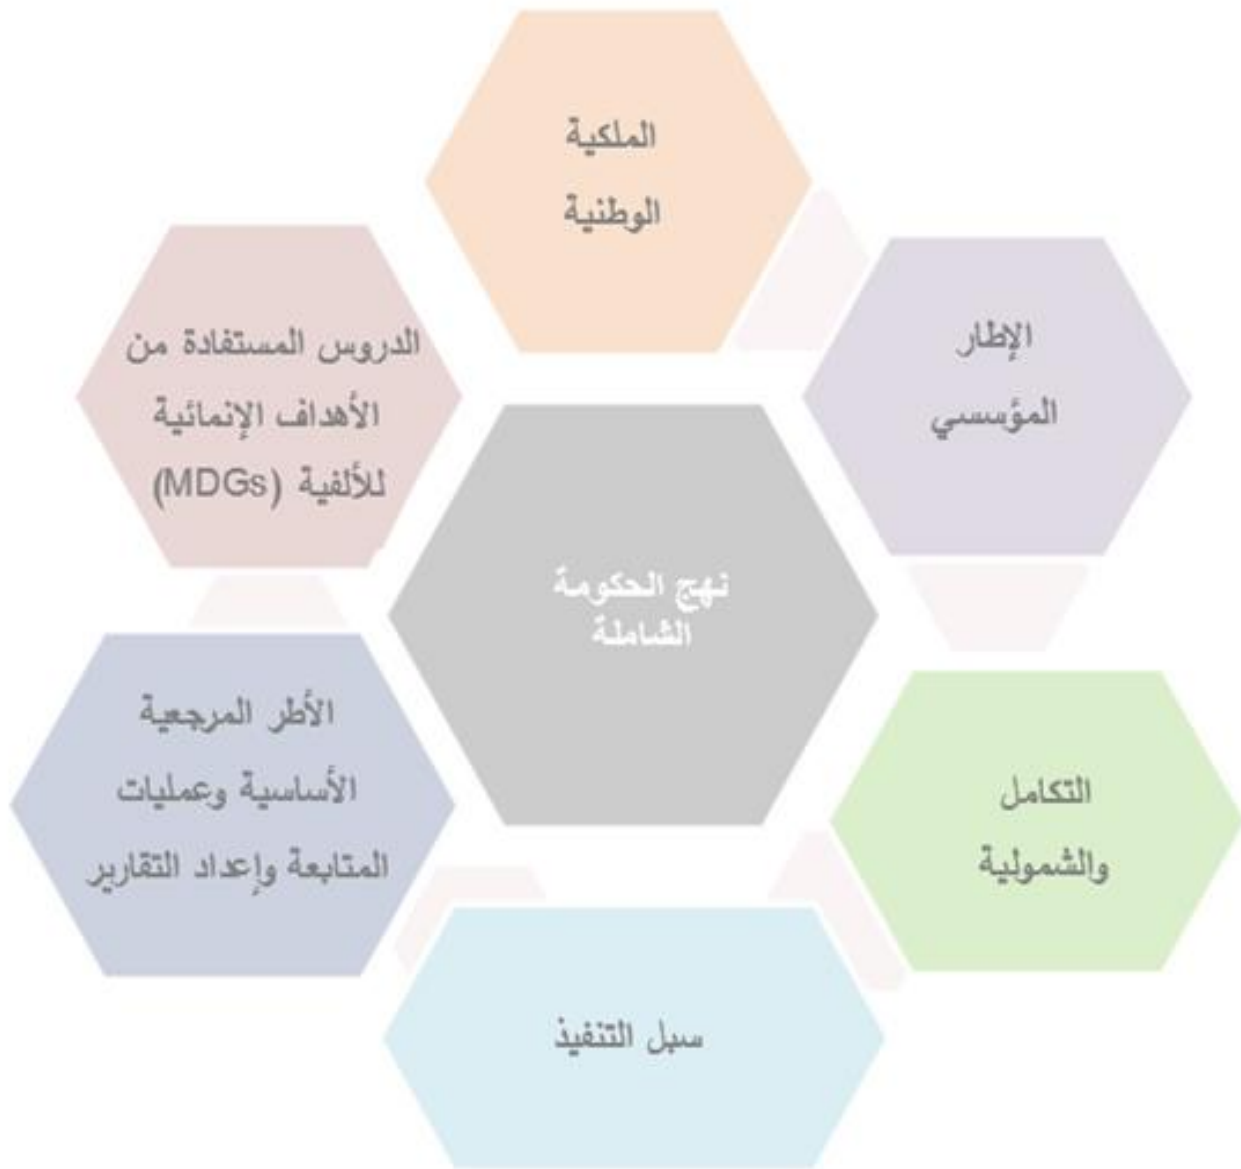 الملكية
الوطنية
الإطار
المؤسسي
التكامل
والشمولية
سبل التنفيذ
الأطر المرجعية
الأساسية وعمليات
المتابعة وإعداد التقارير
الدروس المستفادة من
الأهداف الإنمائية
للألفية (MDGs)
نهج الحكومة
الشاملة